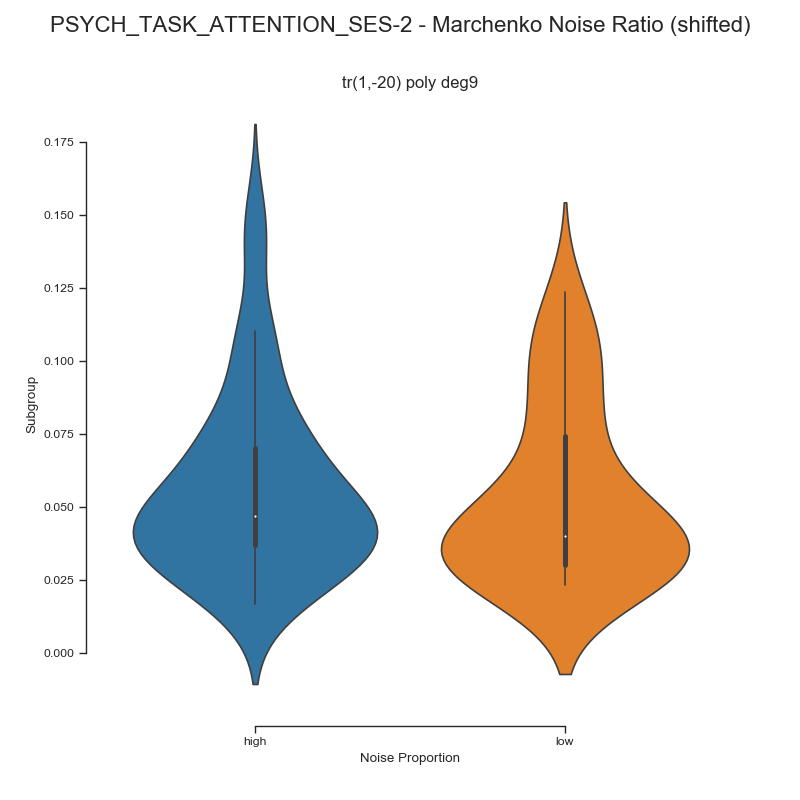 PSYCH_TASK_ATTENTION_SES-2 - Marchenko Noise Ratio (shifted)
tr(1,-20) poly deg9
0.175
0.150
0.125
0.100
0.075
0.050
0.025
0.000
Subgroup
high
low
Noise Proportion